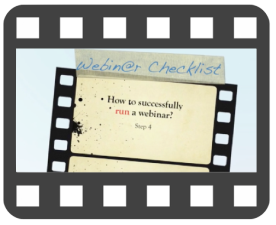 Webin@r Checklist
How to successfully
run a webinar?
Step 4